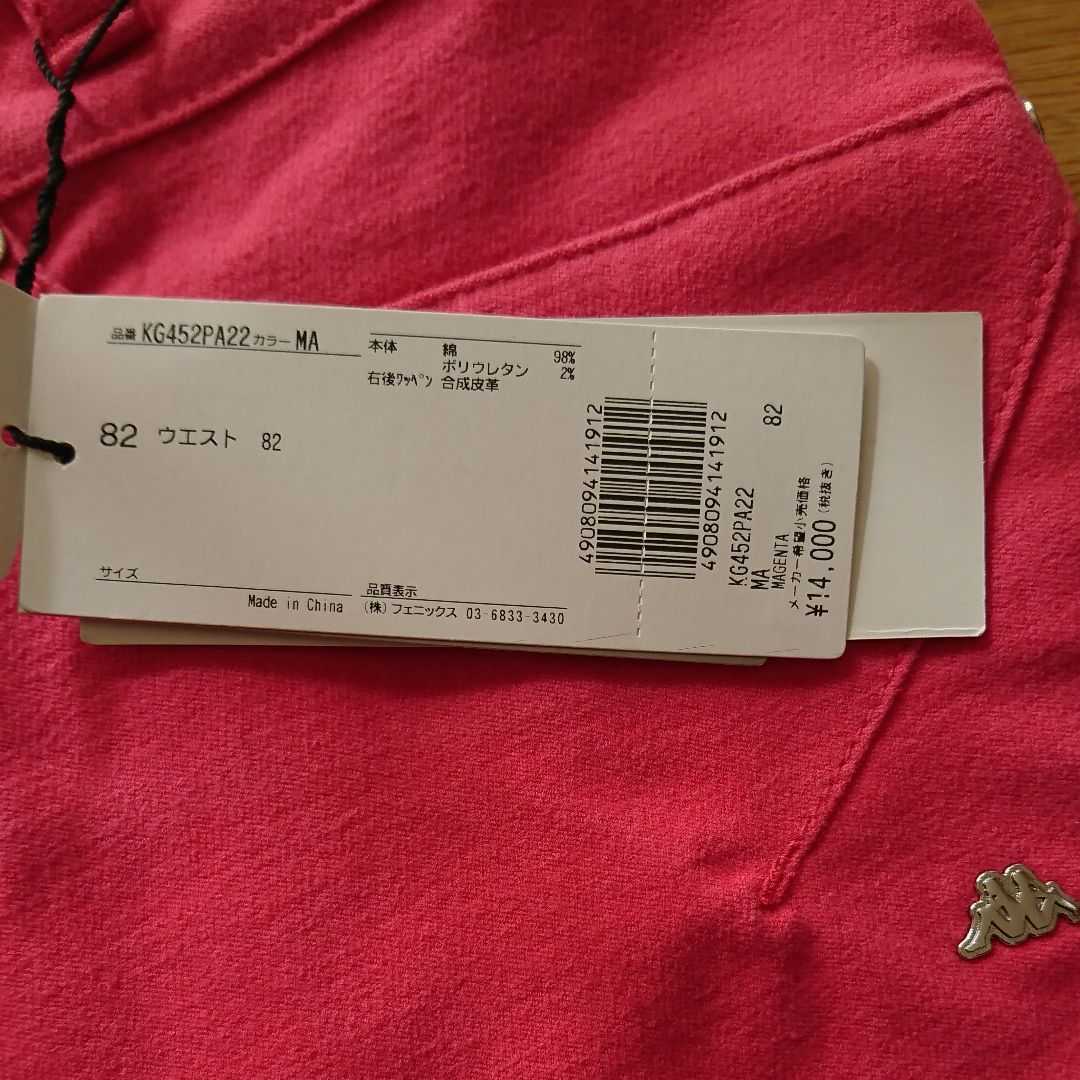 品番 KG452PA22 カラー MA
本体 綿 98%
ポリウレタン 2%
右後ワッペン 合成皮革
82 ウエスト 82
サイズ
Made in China
品質表示
(株) フェニックス 03-6833-3430
4908094141912
4908094141912
82
KG452PA22
MA
MAGENTA
メーカー希望小売価格
¥14,000(税抜き)